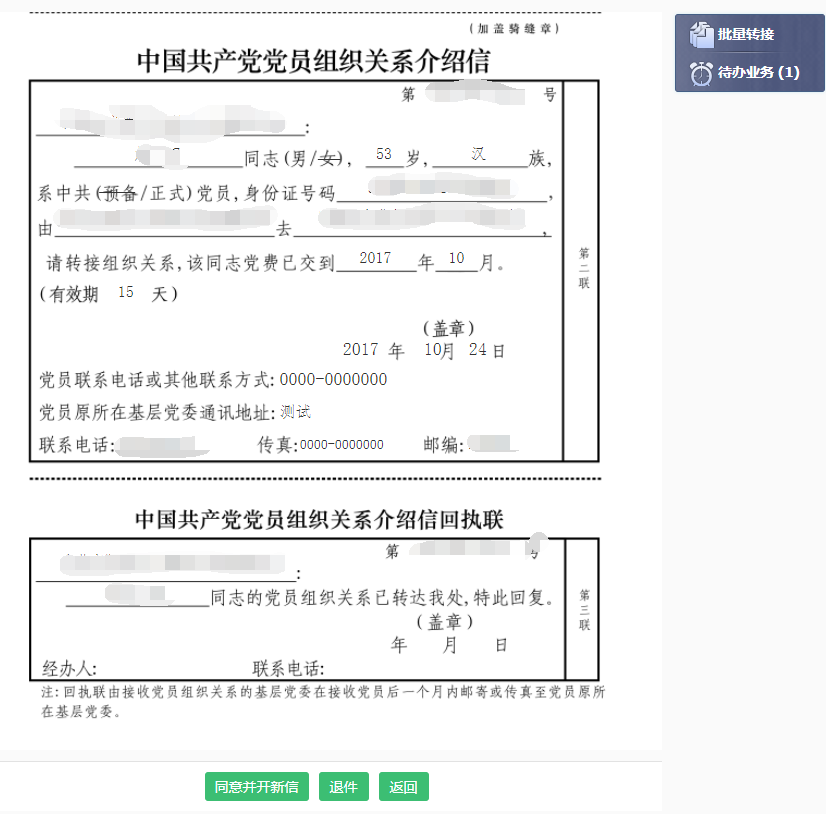 (加盖骑缝章)
中国共产党党员组织关系介绍信
第 号
:
同志(男/女), 53 岁, 汉 族,
系中共(预备/正式)党员,身份证号码 ,
由 去 ,
请转接组织关系,该同志党费已交到 2017 年 10 月。
(有效期 15 天)
(盖章)
2017 年 10月 24日
党员联系电话或其他联系方式:0000-0000000
党员原所在基层党委通讯地址:测试
联系电话: 传真:0000-0000000 邮编:
第二联
中国共产党党员组织关系介绍信回执联
第 号
:
同志的党员组织关系已转达我处,特此回复。
(盖章)
年 月 日
经办人: 联系电话:
第三联
注:回执联由接收党员组织关系的基层党委在接收党员后一个月内邮寄或传真至党员原所
在基层党委。
同意并开新信 退件 返回
批量转接
待办业务 (1)